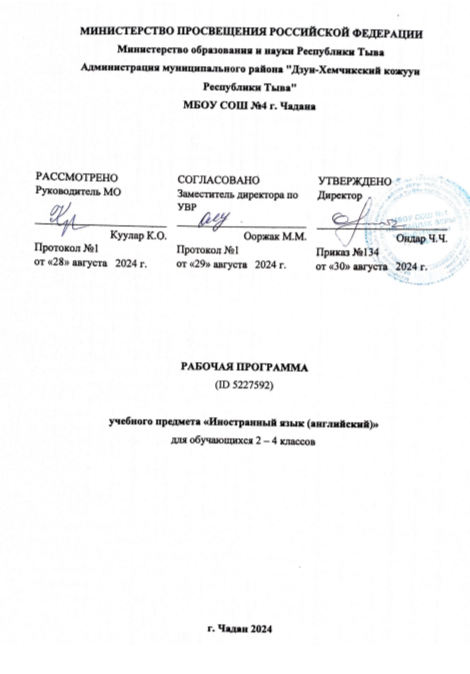 МИНИСТЕРСТВО ПРОСВЕЩЕНИЯ РОССИЙСКОЙ ФЕДЕРАЦИИ
Министерство образования и науки Республики Тыва
Администрация муниципального района "Дзун-Хемчикский кожуун
Республики Тыва"
МБОУ СОШ №4 г. Чадана
РАССМОТРЕНО
Руководитель МО
Куулар К.О.
Протокол №1
от «28» августа 2024 г.
СОГЛАСОВАНО
Заместитель директора по
УВР
Ооржак М.М.
Протокол №1
от «29» августа 2024 г.
УТВЕРЖДЕНО
Директор
Ондар Ч.Ч.
Приказ №134
от «30» августа 2024 г.
РАБОЧАЯ ПРОГРАММА
(ID 5227592)
учебного предмета «Иностранный язык (английский)»
для обучающихся 2 – 4 классов
г. Чадан 2024